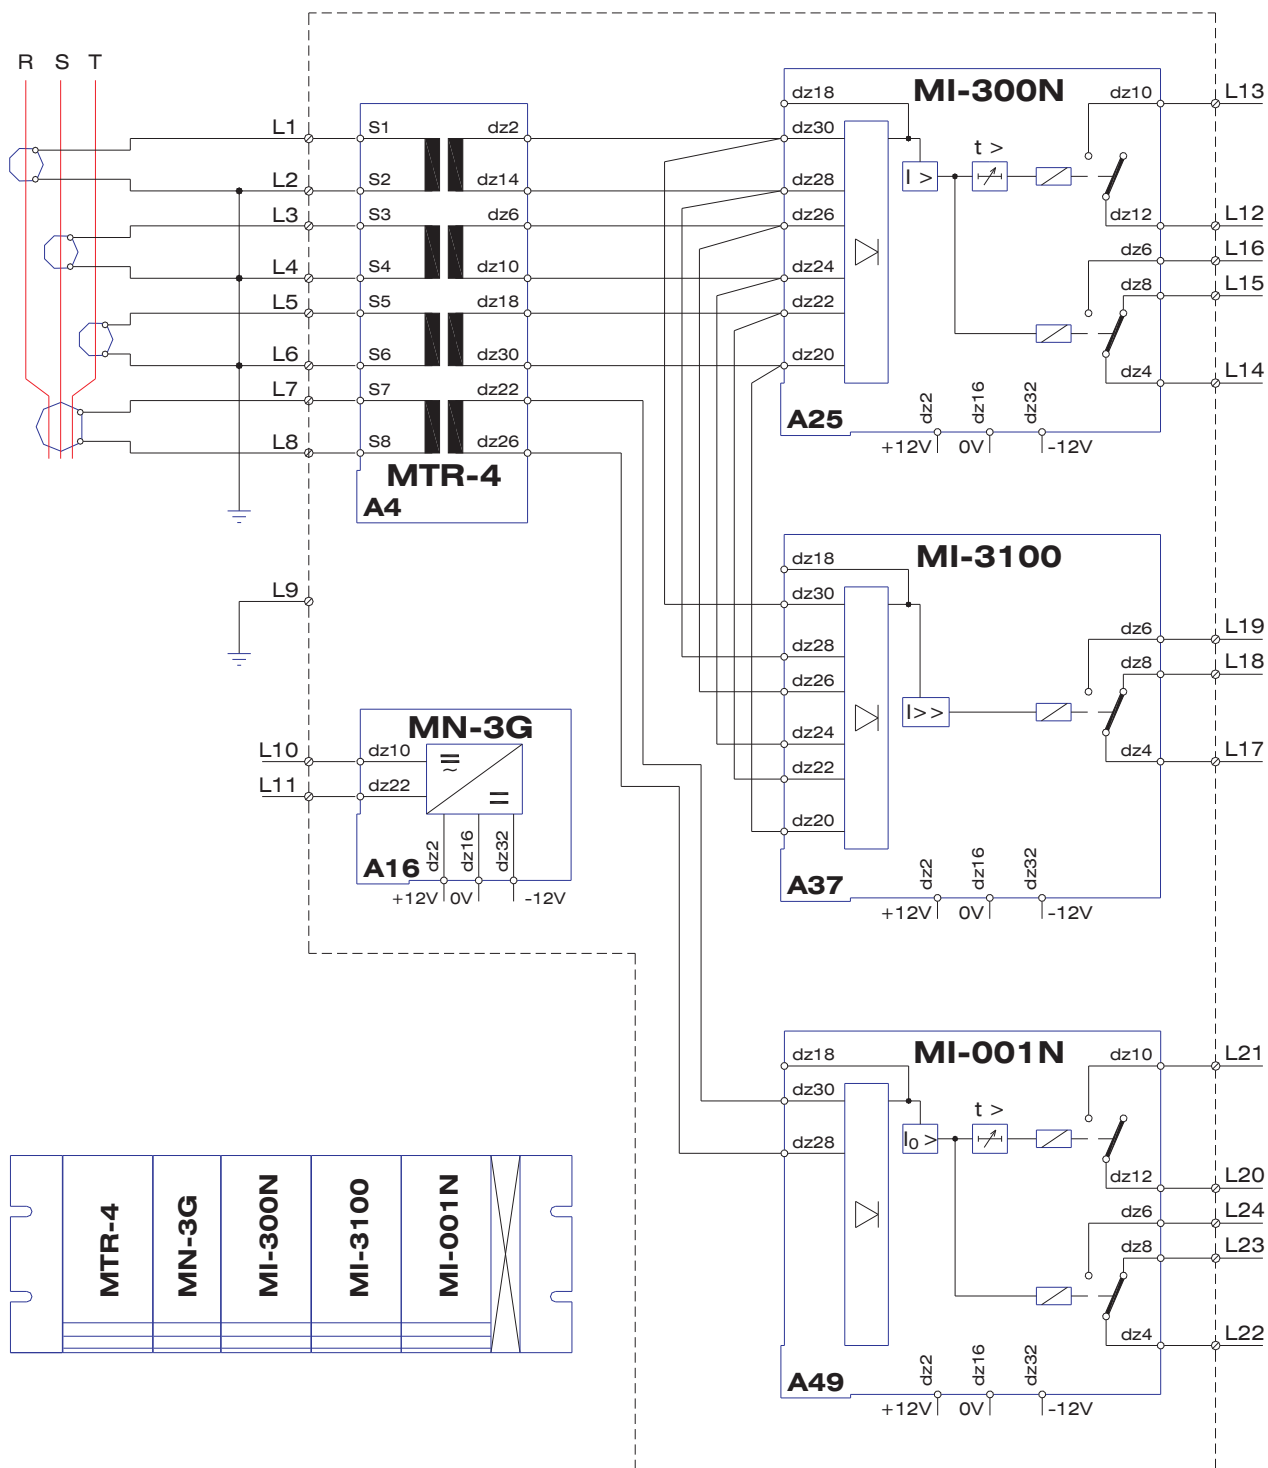 R S T
L1
L2
L3
L4
L5
L6
L7
L8
L9
L10
L11
S1 dz2
S2 dz14
S3 dz6
S4 dz10
S5 dz18
S6 dz30
S7 dz22
S8 dz26
MTR-4
A4
MN-3G
dz10
dz22
≂
=
dz2 dz16 dz32
A16
+12V 0V -12V
MI-300N
dz18
dz30
dz28
dz26
dz24
dz22
dz20
I >
t >
dz10 L13
dz12 L12
dz6 L16
dz8 L15
dz4 L14
A25
dz2 dz16 dz32
+12V 0V -12V
MI-3100
dz18
dz30
dz28
dz26
dz24
dz22
dz20
I> >
dz6 L19
dz8 L18
dz4 L17
A37
dz2 dz16 dz32
+12V 0V -12V
MI-001N
dz18
dz30
dz28
I0 >
t >
dz10 L21
dz12 L20
dz6 L24
dz8 L23
dz4 L22
A49
dz2 dz16 dz32
+12V 0V -12V
MTR-4
MN-3G
MI-300N
MI-3100
MI-001N